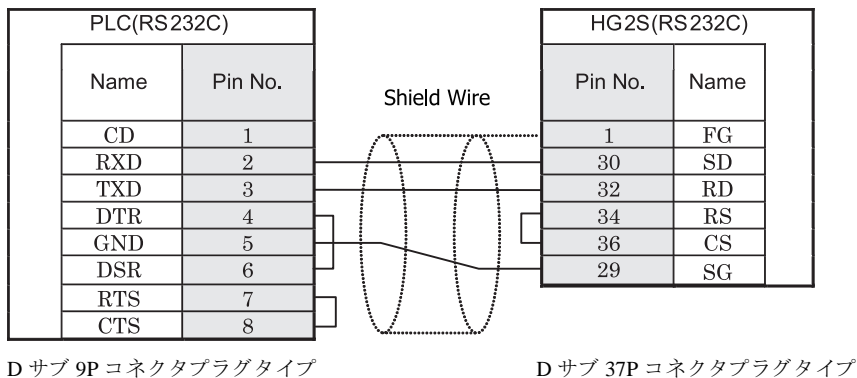 PLC(RS232C)
Name Pin No.
CD 1
RXD 2
TXD 3
DTR 4
GND 5
DSR 6
RTS 7
CTS 8
Shield Wire
HG2S(RS232C)
Pin No. Name
1 FG
30 SD
32 RD
34 RS
36 CS
29 SG
D サブ 9P コネクタプラグタイプ
D サブ 37P コネクタプラグタイプ